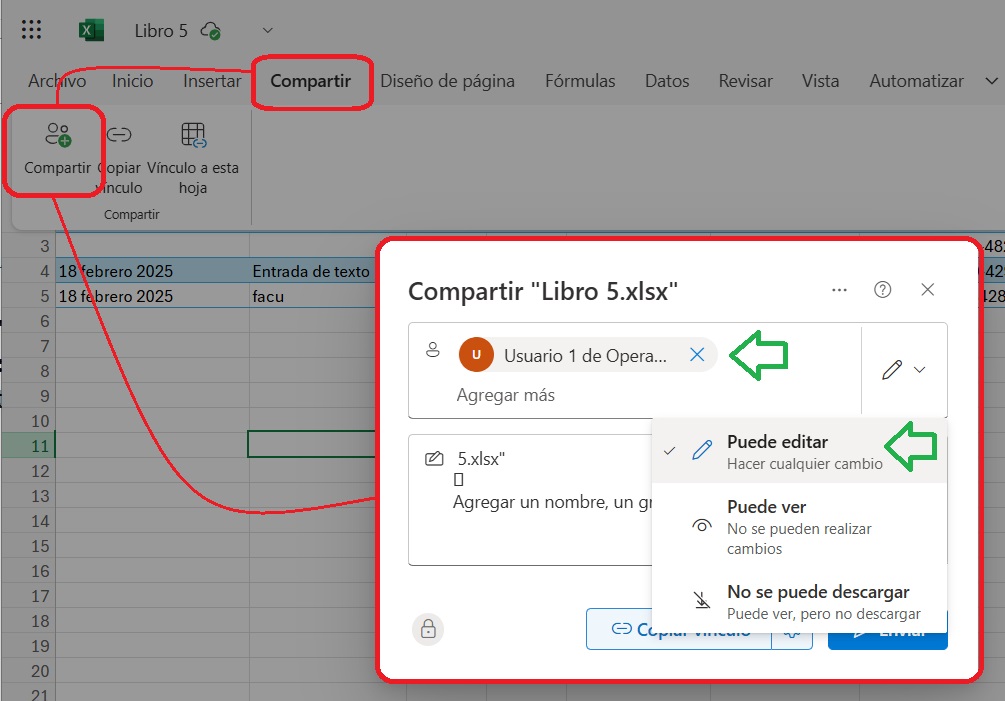 Libro 5
Archivo Inicio Insertar Compartir Diseño de página Fórmulas Datos Revisar Vista Automatizar
Compartir Copiar vínculo Vínculo a esta hoja
Compartir
3
4 18 febrero 2025 Entrada de texto
5 18 febrero 2025 facu
6
7
8
9
10
11
12
13
14
15
16
17
18
19
20
21
Compartir "Libro 5.xlsx"
U Usuario 1 de Opera...
Agregar más
5.xlsx"
Agregar un nombre, un gr
Puede editar
Hacer cualquier cambio
Puede ver
No se pueden realizar
cambios
No se puede descargar
Puede ver, pero no descargar
Copiar vínculo
Enviar